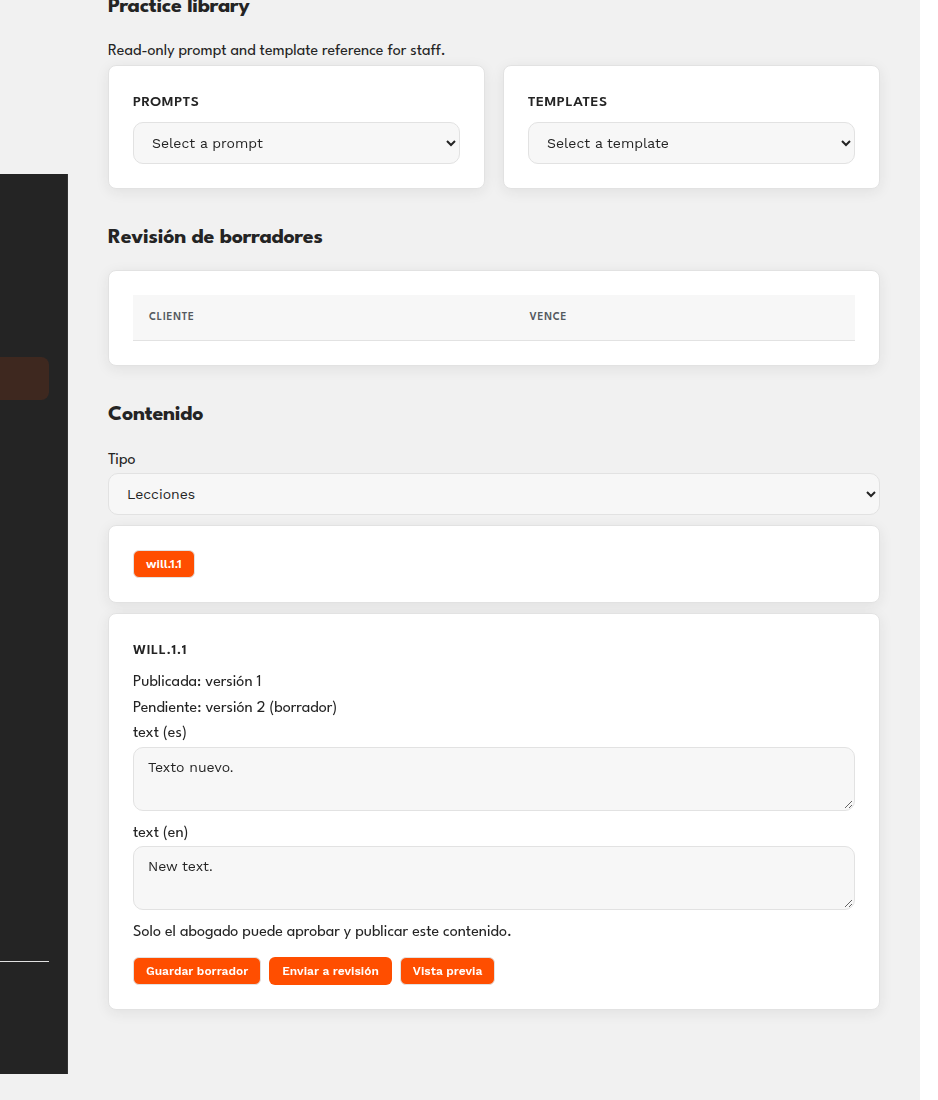 Practice library
Read-only prompt and template reference for staff.
PROMPTS
Select a prompt
TEMPLATES
Select a template
Revisión de borradores
CLIENTE
VENCE
Contenido
Tipo
Lecciones
will.1.1
WILL.1.1
Publicada: versión 1
Pendiente: versión 2 (borrador)
text (es)
Texto nuevo.
text (en)
New text.
Solo el abogado puede aprobar y publicar este contenido.
Guardar borrador
Enviar a revisión
Vista previa